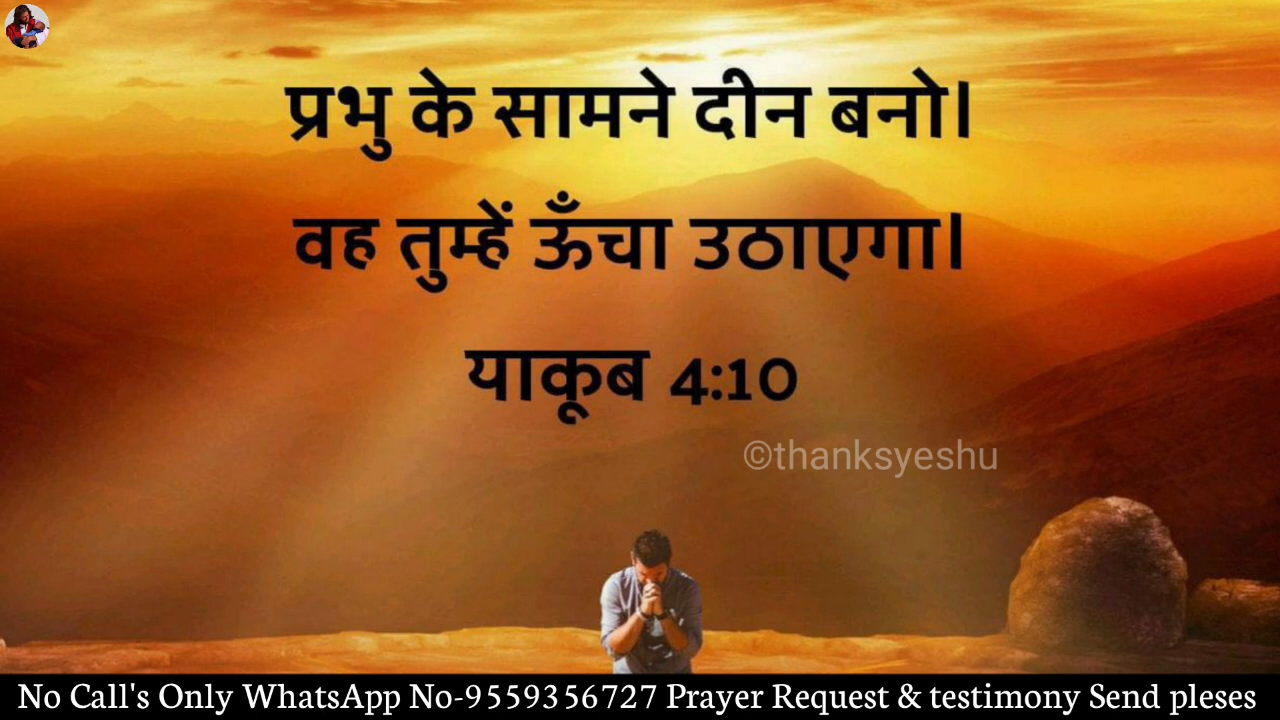 प्रभु के सामने दीन बनो।
वह तुम्हें ऊँचा उठाएगा।
याकूब 4:10
©thanksyeshu
No Call's Only WhatsApp No-9559356727 Prayer Request & testimony Send pleses